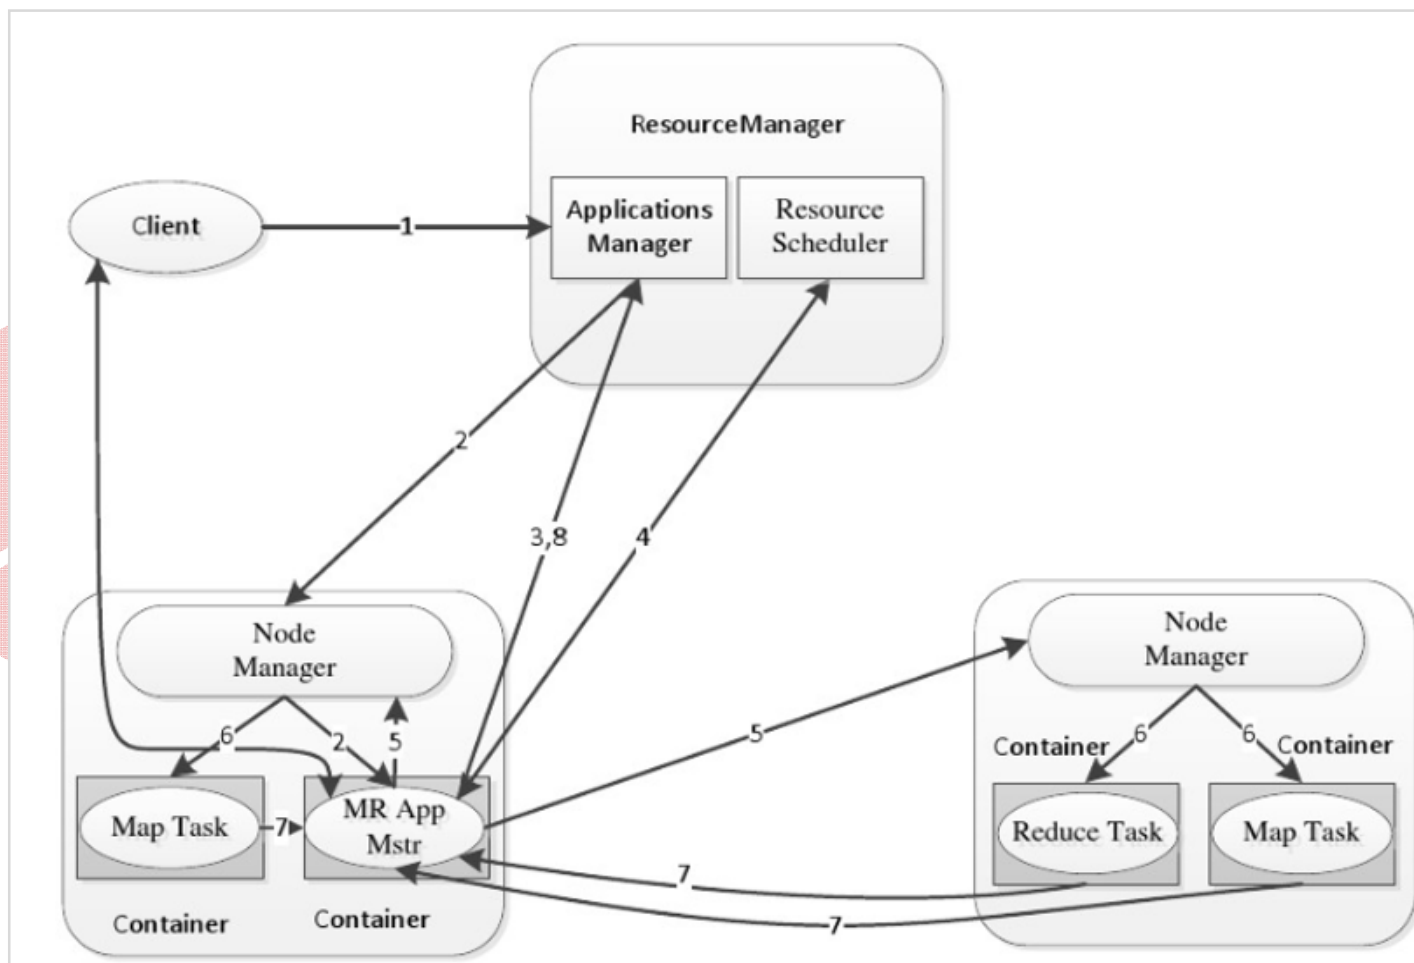 ResourceManager
Client
1
Applications
Manager
Resource
Scheduler
2
3,8
4
Node
Manager
6
2
5
Map Task
7
MR App
Mstr
Container
Container
5
Node
Manager
Container
6
6
Container
Reduce Task
Map Task
7
7